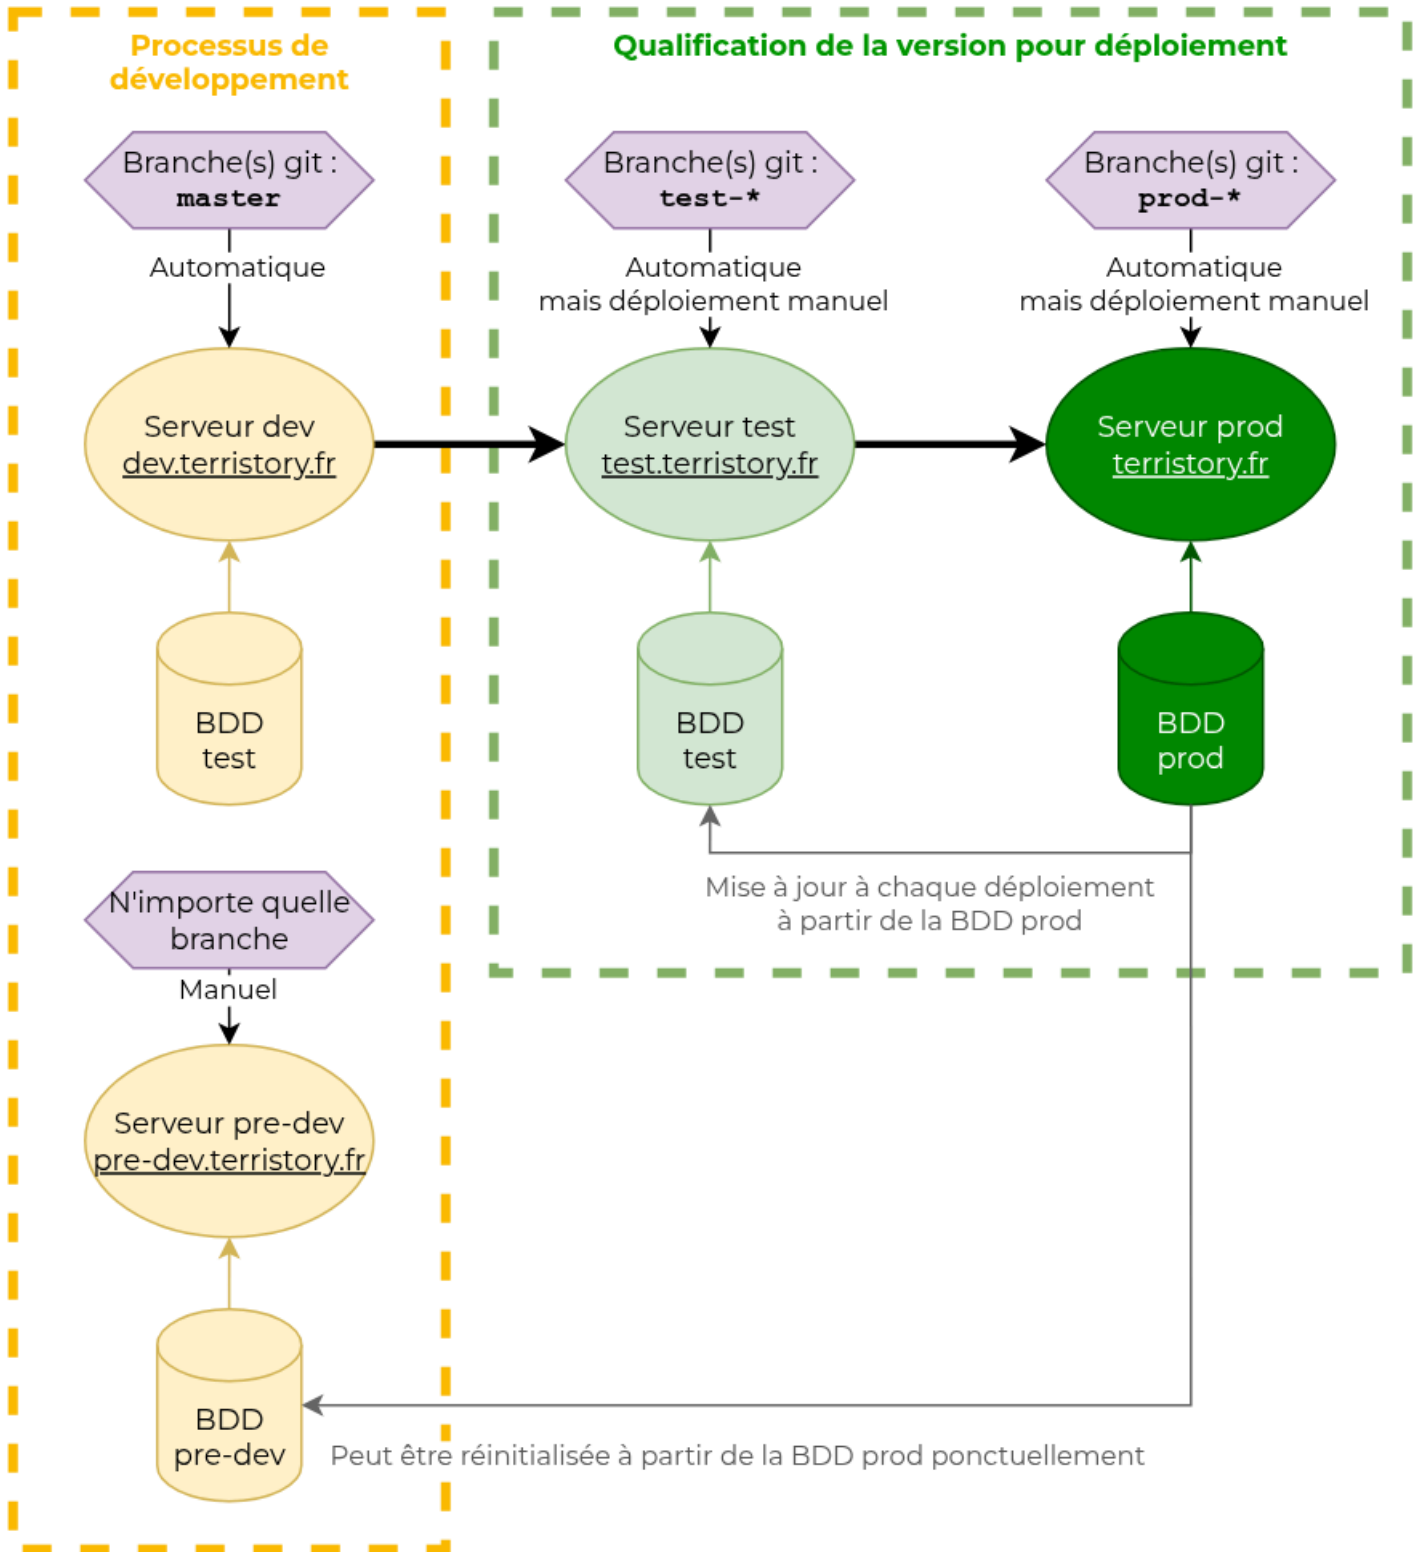 Processus de
développement
Branche(s) git :
master
Automatique
Serveur dev
dev.terristory.fr
BDD
test
N'importe quelle
branche
Manuel
Serveur pre-dev
pre-dev.terristory.fr
BDD
pre-dev
Qualification de la version pour déploiement
Branche(s) git :
test-*
Automatique
mais déploiement manuel
Serveur test
test.terristory.fr
BDD
test
Branche(s) git :
prod-*
Automatique
mais déploiement manuel
Serveur prod
terristory.fr
BDD
prod
Mise à jour à chaque déploiement
à partir de la BDD prod
Peut être réinitialisée à partir de la BDD prod ponctuellement